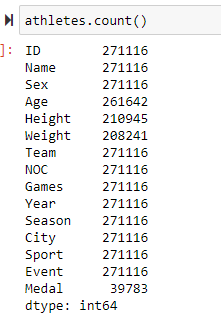 athletes.count()
]: ID 271116
Name 271116
Sex 271116
Age 261642
Height 210945
Weight 208241
Team 271116
NOC 271116
Games 271116
Year 271116
Season 271116
City 271116
Sport 271116
Event 271116
Medal 39783
dtype: int64